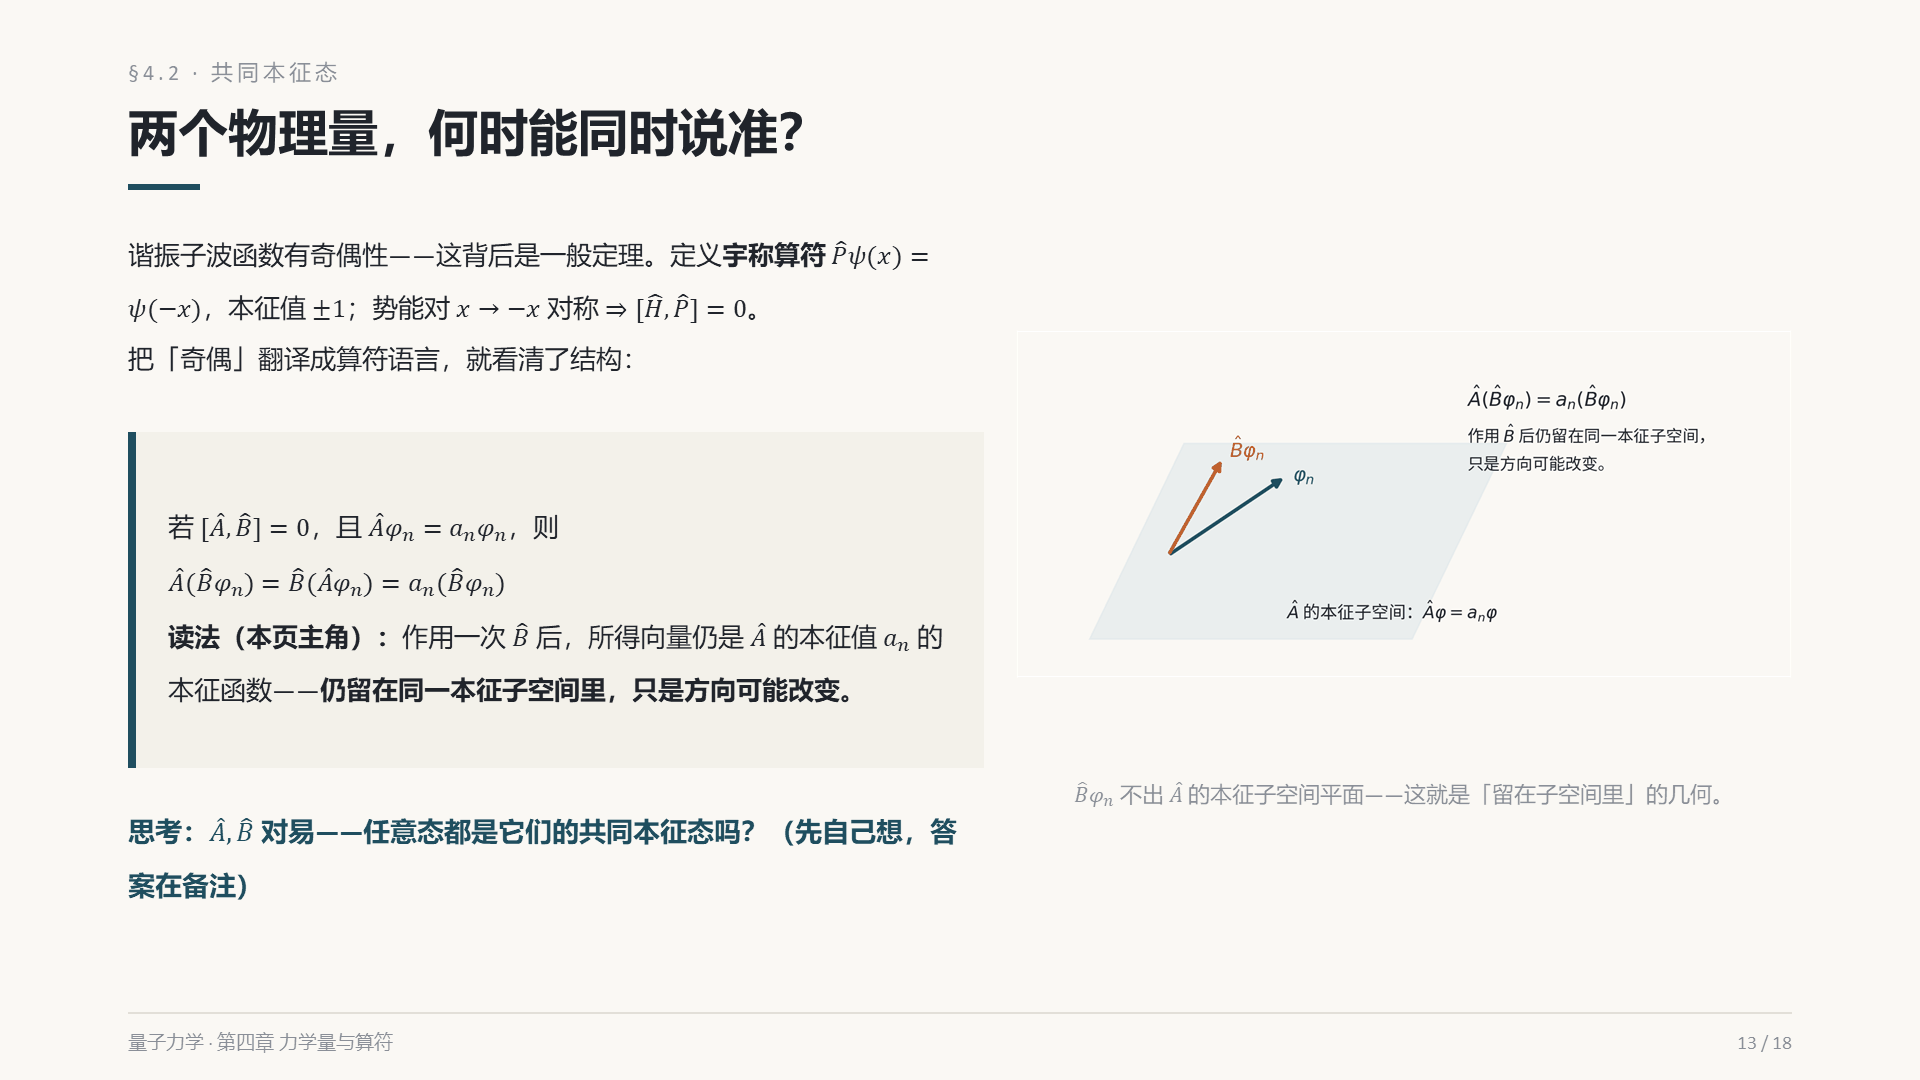 §4.2 · 共同本征态
两个物理量，何时能同时说准？
谐振子波函数有奇偶性——这背后是一般定理。定义宇称算符 P̂ψ(x) =
ψ(−x)，本征值 ±1；势能对 x → −x 对称 ⇒ [Ĥ, P̂] = 0。
把「奇偶」翻译成算符语言，就看清了结构：
若 [Â, B̂] = 0，且 Âφₙ = aₙφₙ，则
Â(B̂φₙ) = B̂(Âφₙ) = aₙ(B̂φₙ)
读法（本页主角）：作用一次 B̂ 后，所得向量仍是 Â 的本征值 aₙ 的
本征函数——仍留在同一本征子空间里，只是方向可能改变。
思考：Â, B̂ 对易——任意态都是它们的共同本征态吗？（先自己想，答
案在备注）
Â(B̂φₙ) = aₙ(B̂φₙ)
作用 B̂ 后仍留在同一本征子空间，
只是方向可能改变。
B̂φₙ
φₙ
Â 的本征子空间：Âφ = aₙφ
B̂φₙ 不出 Â 的本征子空间平面——这就是「留在子空间里」的几何。
量子力学 · 第四章 力学量与算符
13 / 18